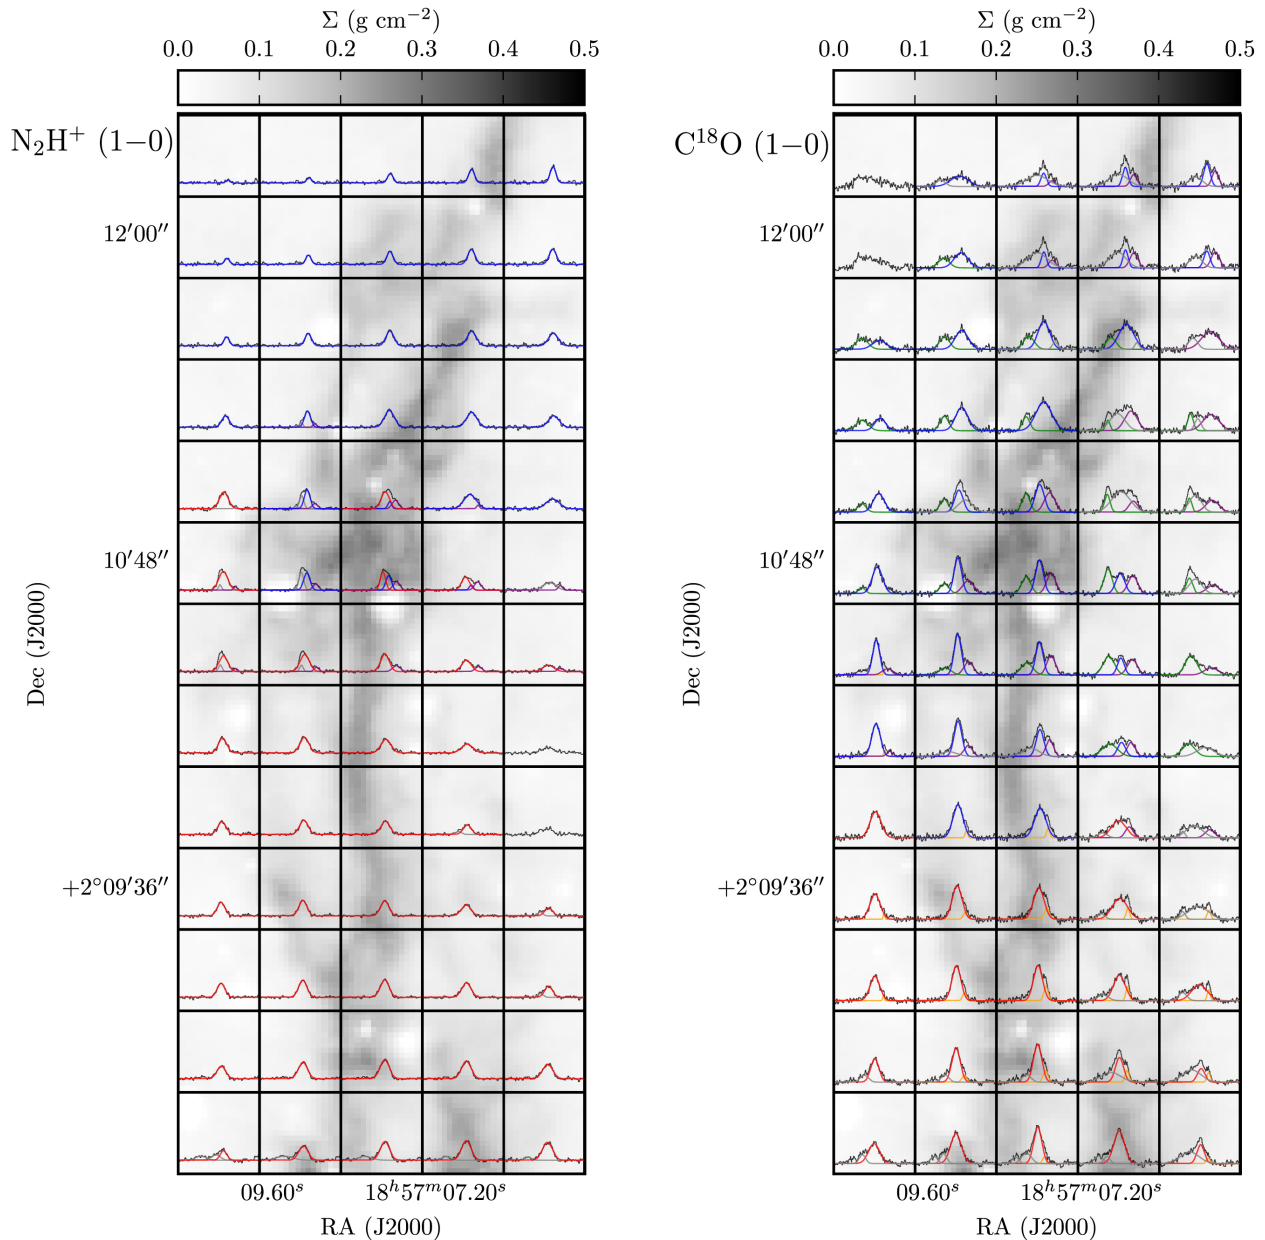 Σ (g cm⁻²)
0.0 0.1 0.2 0.3 0.4 0.5
N₂H⁺ (1−0)
12′00″
10′48″
+2°09′36″
Dec (J2000)
09.60ˢ 18ʰ57ᵐ07.20ˢ
RA (J2000)
Σ (g cm⁻²)
0.0 0.1 0.2 0.3 0.4 0.5
C¹⁸O (1−0)
12′00″
10′48″
+2°09′36″
Dec (J2000)
09.60ˢ 18ʰ57ᵐ07.20ˢ
RA (J2000)